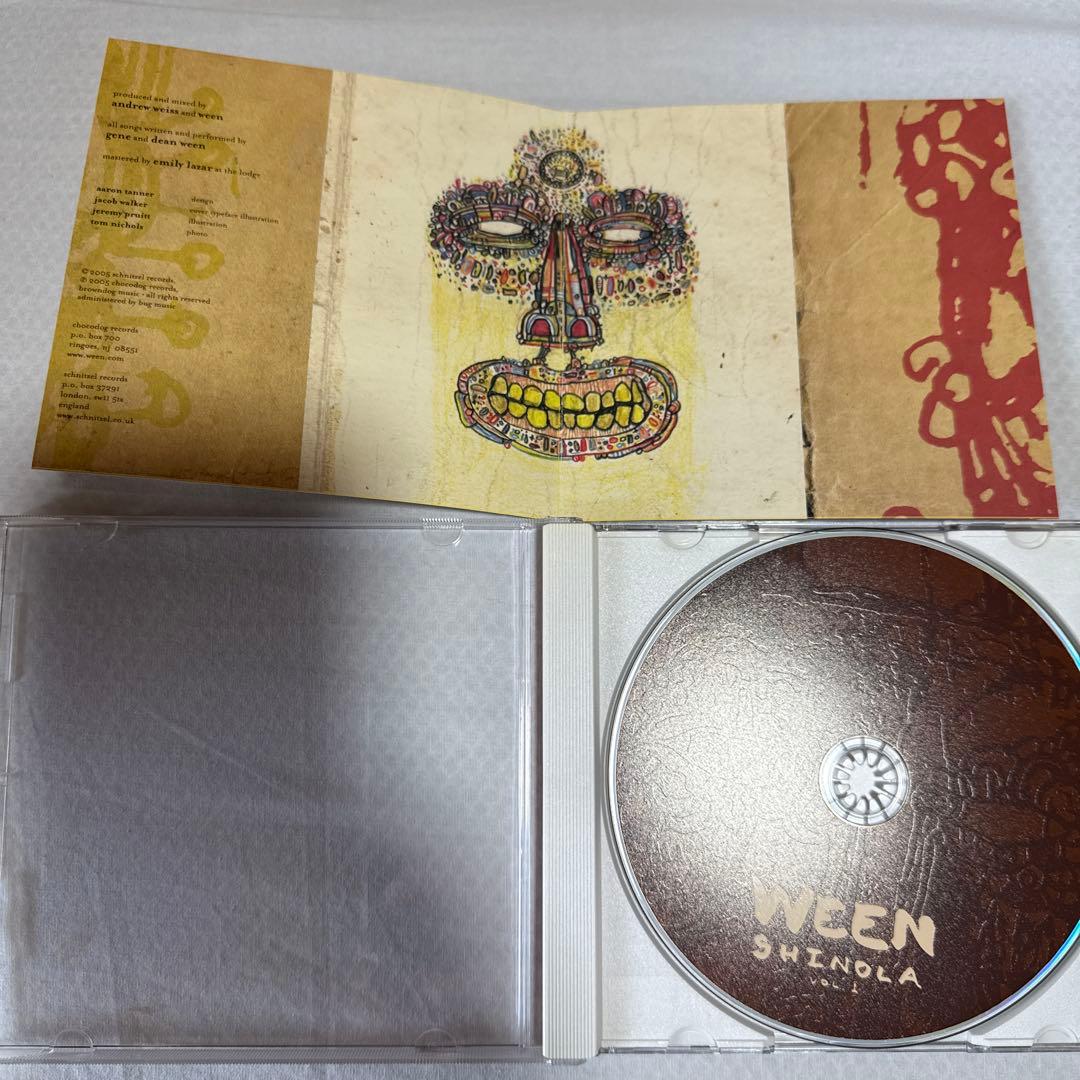 produced and mixed by
andrew weiss and ween
all songs written and performed by
gene and dean ween
mastered by emily lazar at the lodge
aaron tanner design
jacob walker cover typeface illustration
jeremy pruitt illustration
tom nichols photo
© 2005 schnitzel records.
℗ 2005 chocodog records,
browndog music • all rights reserved
administered by bug music
chocodog records
p.o. box 700
ringoes, nj 08551
www.ween.com
schnitzel records
p.o. box 37291
london, sw11 5tx
england
www.schnitzel.co.uk
WEEN
SHINOLA
VOL 1